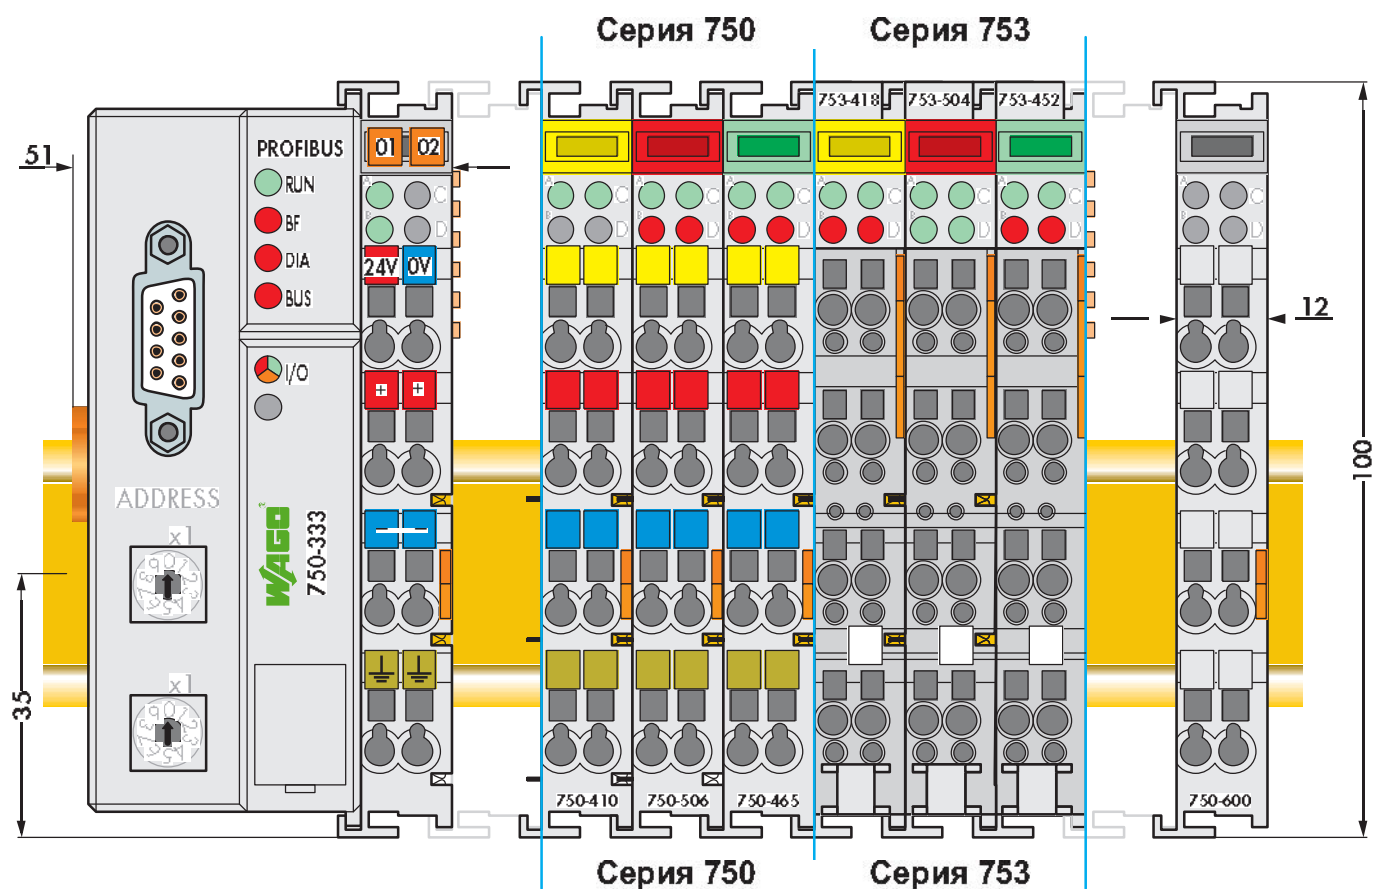 Серия 750 Серия 753
753-418 753-504 753-452
51
PROFIBUS
01 02
RUN
BF
DIA
BUS
I/O
A C
B D
24V 0V
+ +
ADDRESS
x1
x1
WAGO
750-333
A C
B D
A C
B D
12
100
35
750-410 750-506 750-465
750-600
Серия 750 Серия 753